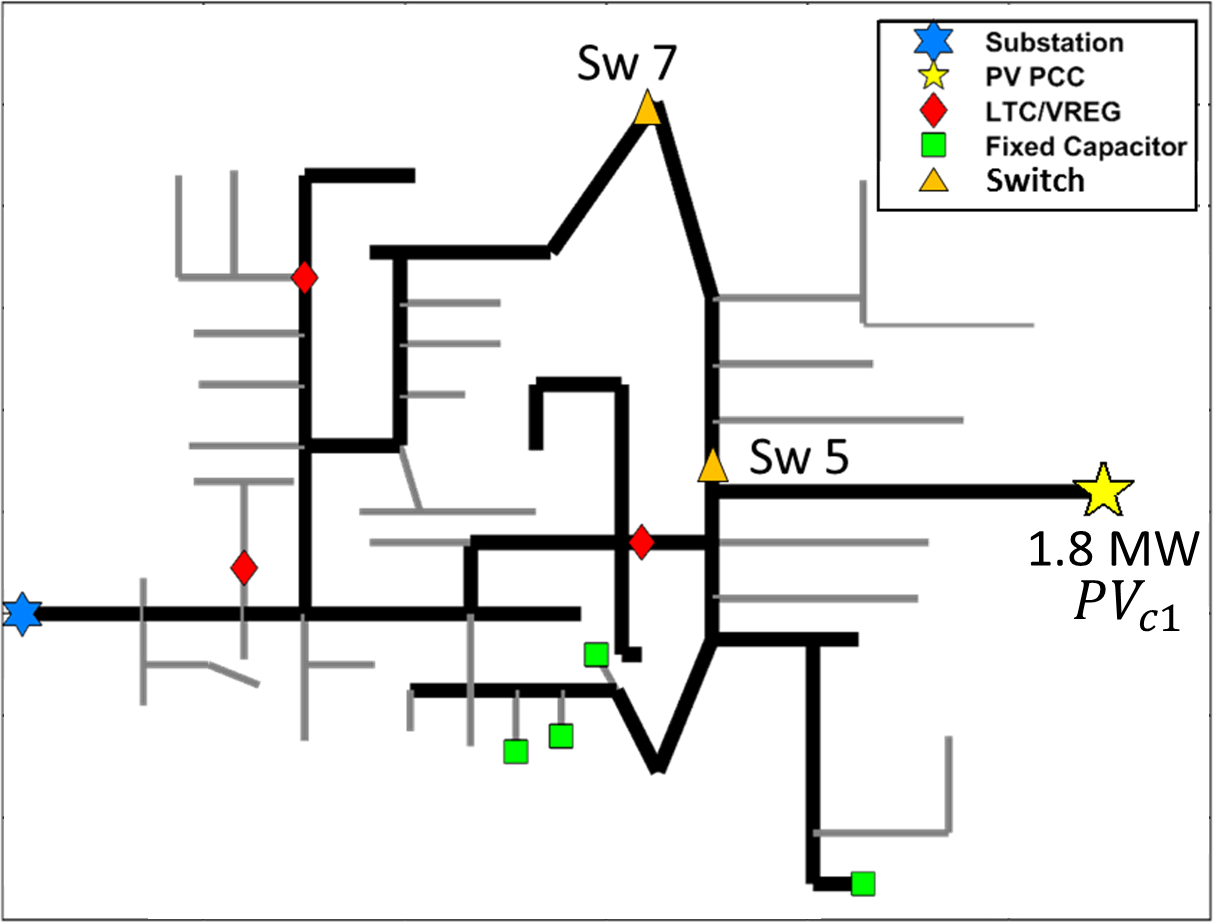 Sw 7
Substation
PV PCC
LTC/VREG
Fixed Capacitor
Switch
Sw 5
1.8 MW
PVc1